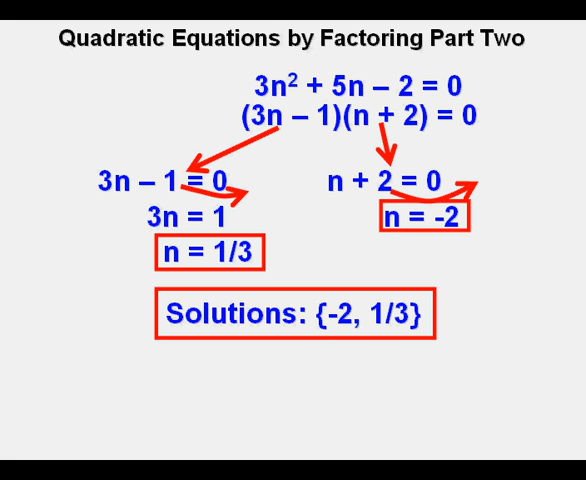 Quadratic Equations by Factoring Part Two
3n² + 5n – 2 = 0
(3n – 1)(n + 2) = 0
3n – 1 = 0
n + 2 = 0
3n = 1
n = -2
n = 1/3
Solutions: {-2, 1/3}